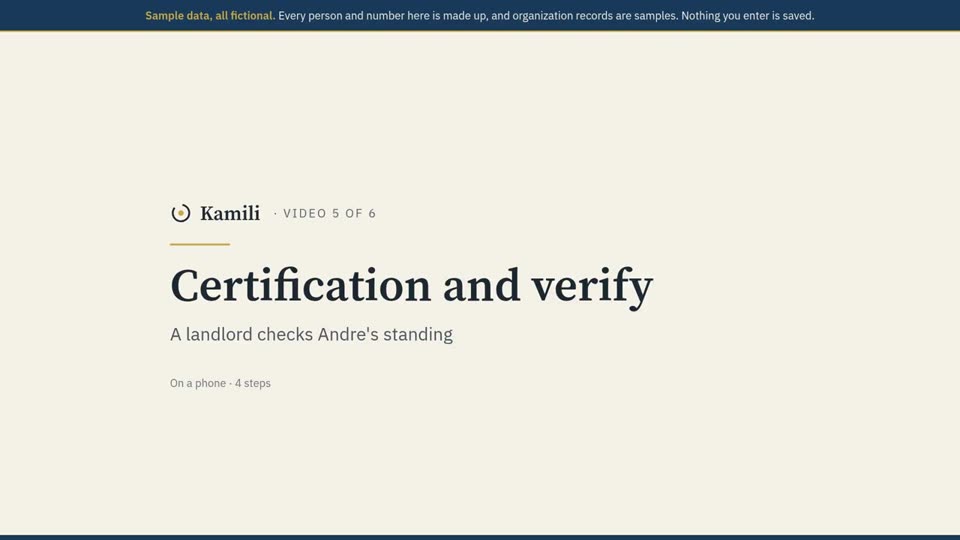 Sample data, all fictional. Every person and number here is made up, and organization records are samples. Nothing you enter is saved.
Kamili · VIDEO 5 OF 6
Certification and verify
A landlord checks Andre's standing
On a phone · 4 steps